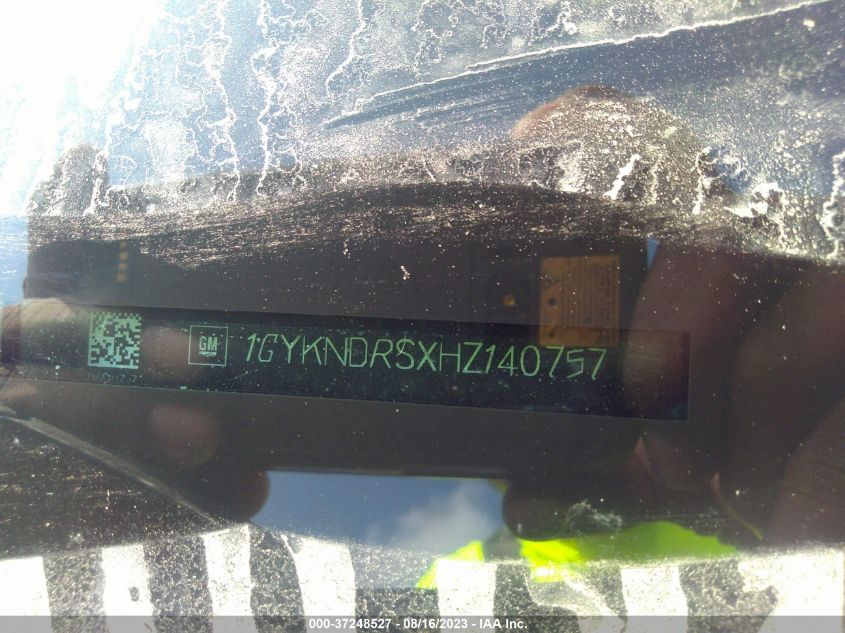 GM 1GYKNDRSXHZ140757
000-37248527 - 08/16/2023 - IAA Inc.